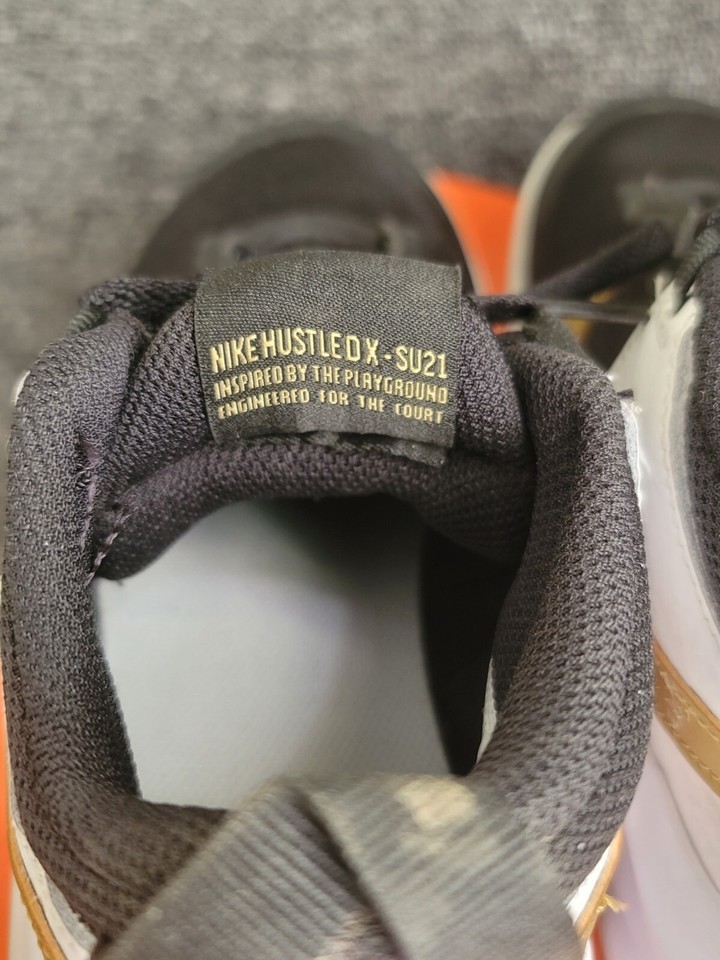 NIKE HUSTLE D X - SU21
INSPIRED BY THE PLAYGROUND
ENGINEERED FOR THE COURT